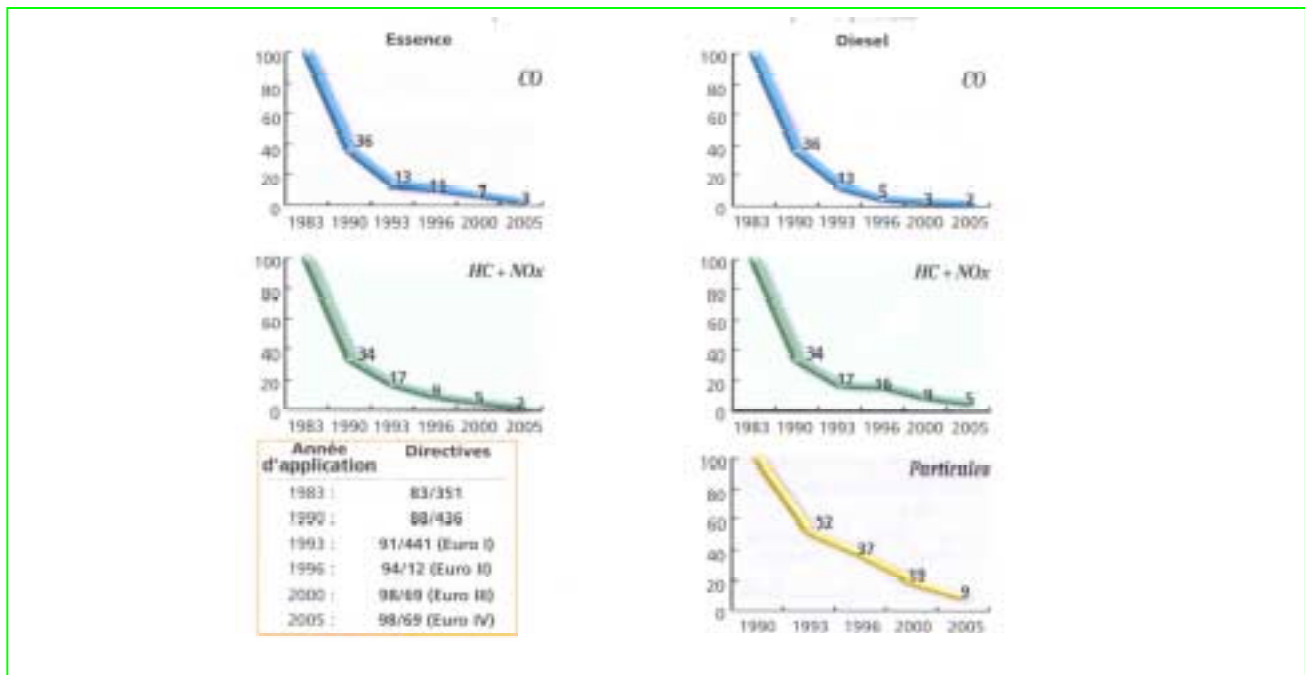 Essence
CO
100
80
60
40
20
0
36
13
11
7
3
1983 1990 1993 1996 2000 2005
Diesel
CO
100
80
60
40
20
0
36
13
5
3
2
1983 1990 1993 1996 2000 2005
HC + NOx
100
80
60
40
20
0
34
17
5
2
1983 1990 1993 1996 2000 2005
HC + NOx
100
80
60
40
20
0
34
17
16
9
5
1983 1990 1993 1996 2000 2005
Année Directives
d'application
1983 : 83/351
1990 : 88/436
1993 : 91/441 (Euro I)
1996 : 94/12 (Euro II)
2000 : 98/69 (Euro III)
2005 : 98/69 (Euro IV)
Particules
100
80
60
40
20
0
52
37
19
9
1990 1993 1996 2000 2005